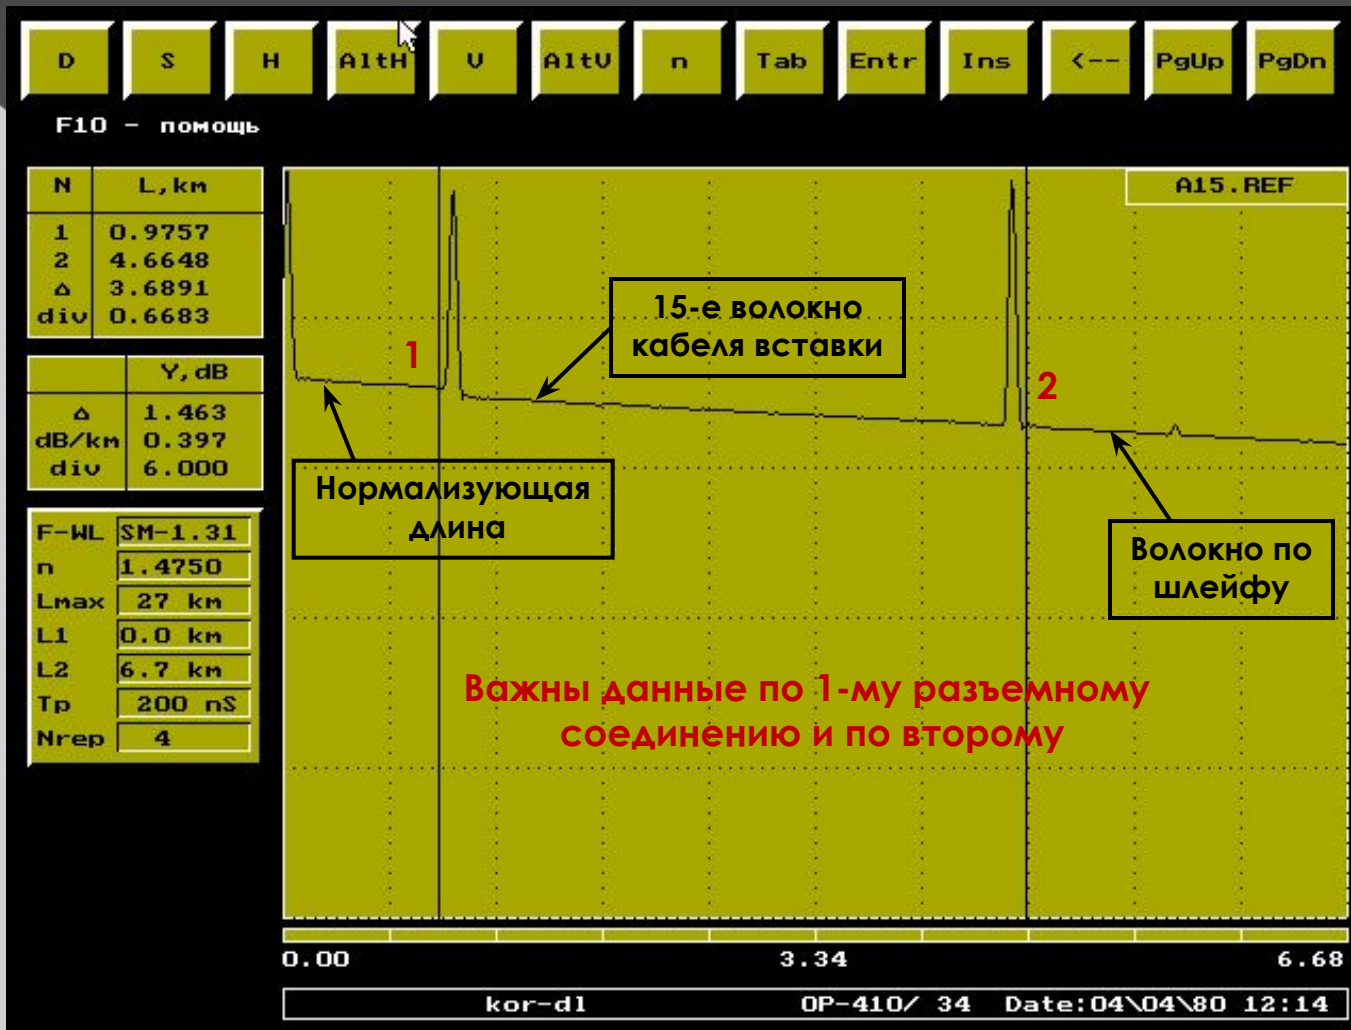 D S H AltH V AltV n Tab Entr Ins <-- PgUp PgDn
F10 - помощь
N L,km
1 0.9757
2 4.6648
Δ 3.6891
div 0.6683
Y,dB
Δ 1.463
dB/km 0.397
div 6.000
F-WL SM-1.31
n 1.4750
Lmax 27 km
L1 0.0 km
L2 6.7 km
Tp 200 nS
Nrep 4
A15.REF
1
15-е волокно
кабеля вставки
2
Нормализующая
длина
Волокно по
шлейфу
Важны данные по 1-му разъемному
соединению и по второму
0.00 3.34 6.68
kor-dl OP-410/ 34 Date:04\04\80 12:14